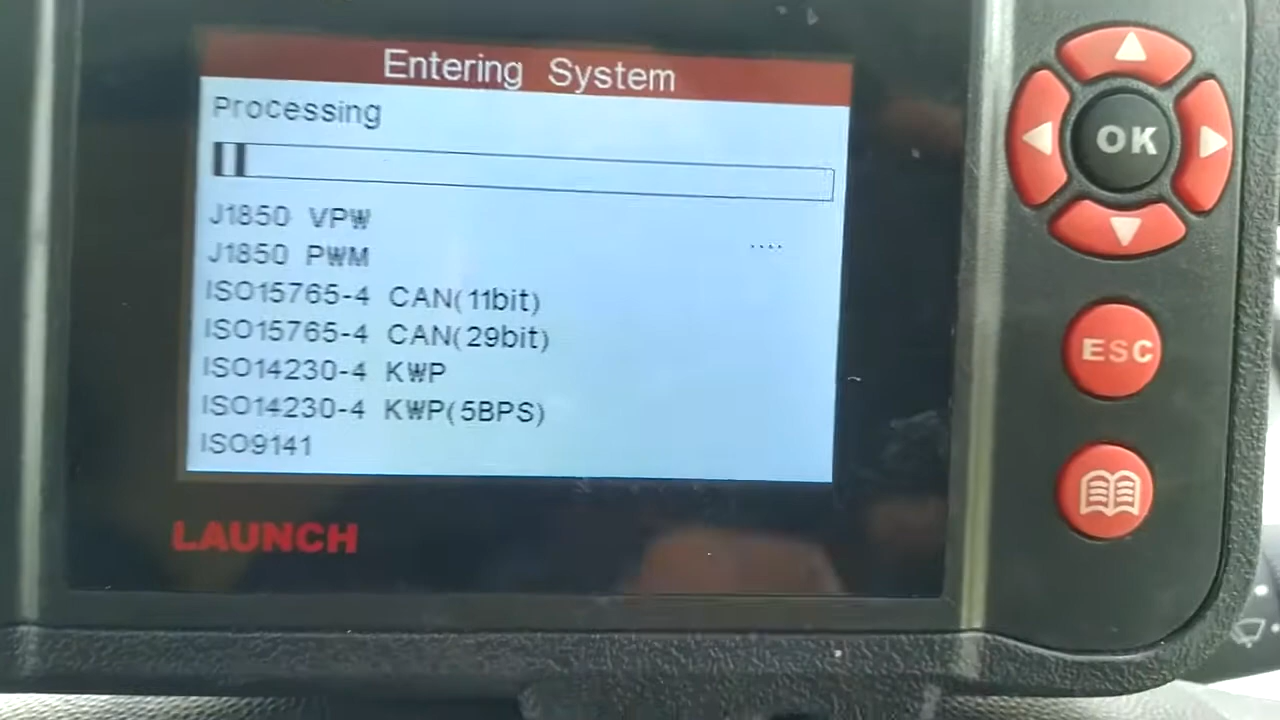 Entering System
Processing
J1850 VPW
J1850 PWM ....
ISO15765-4 CAN(11bit)
ISO15765-4 CAN(29bit)
ISO14230-4 KWP
ISO14230-4 KWP(5BPS)
ISO9141
LAUNCH
OK
ESC